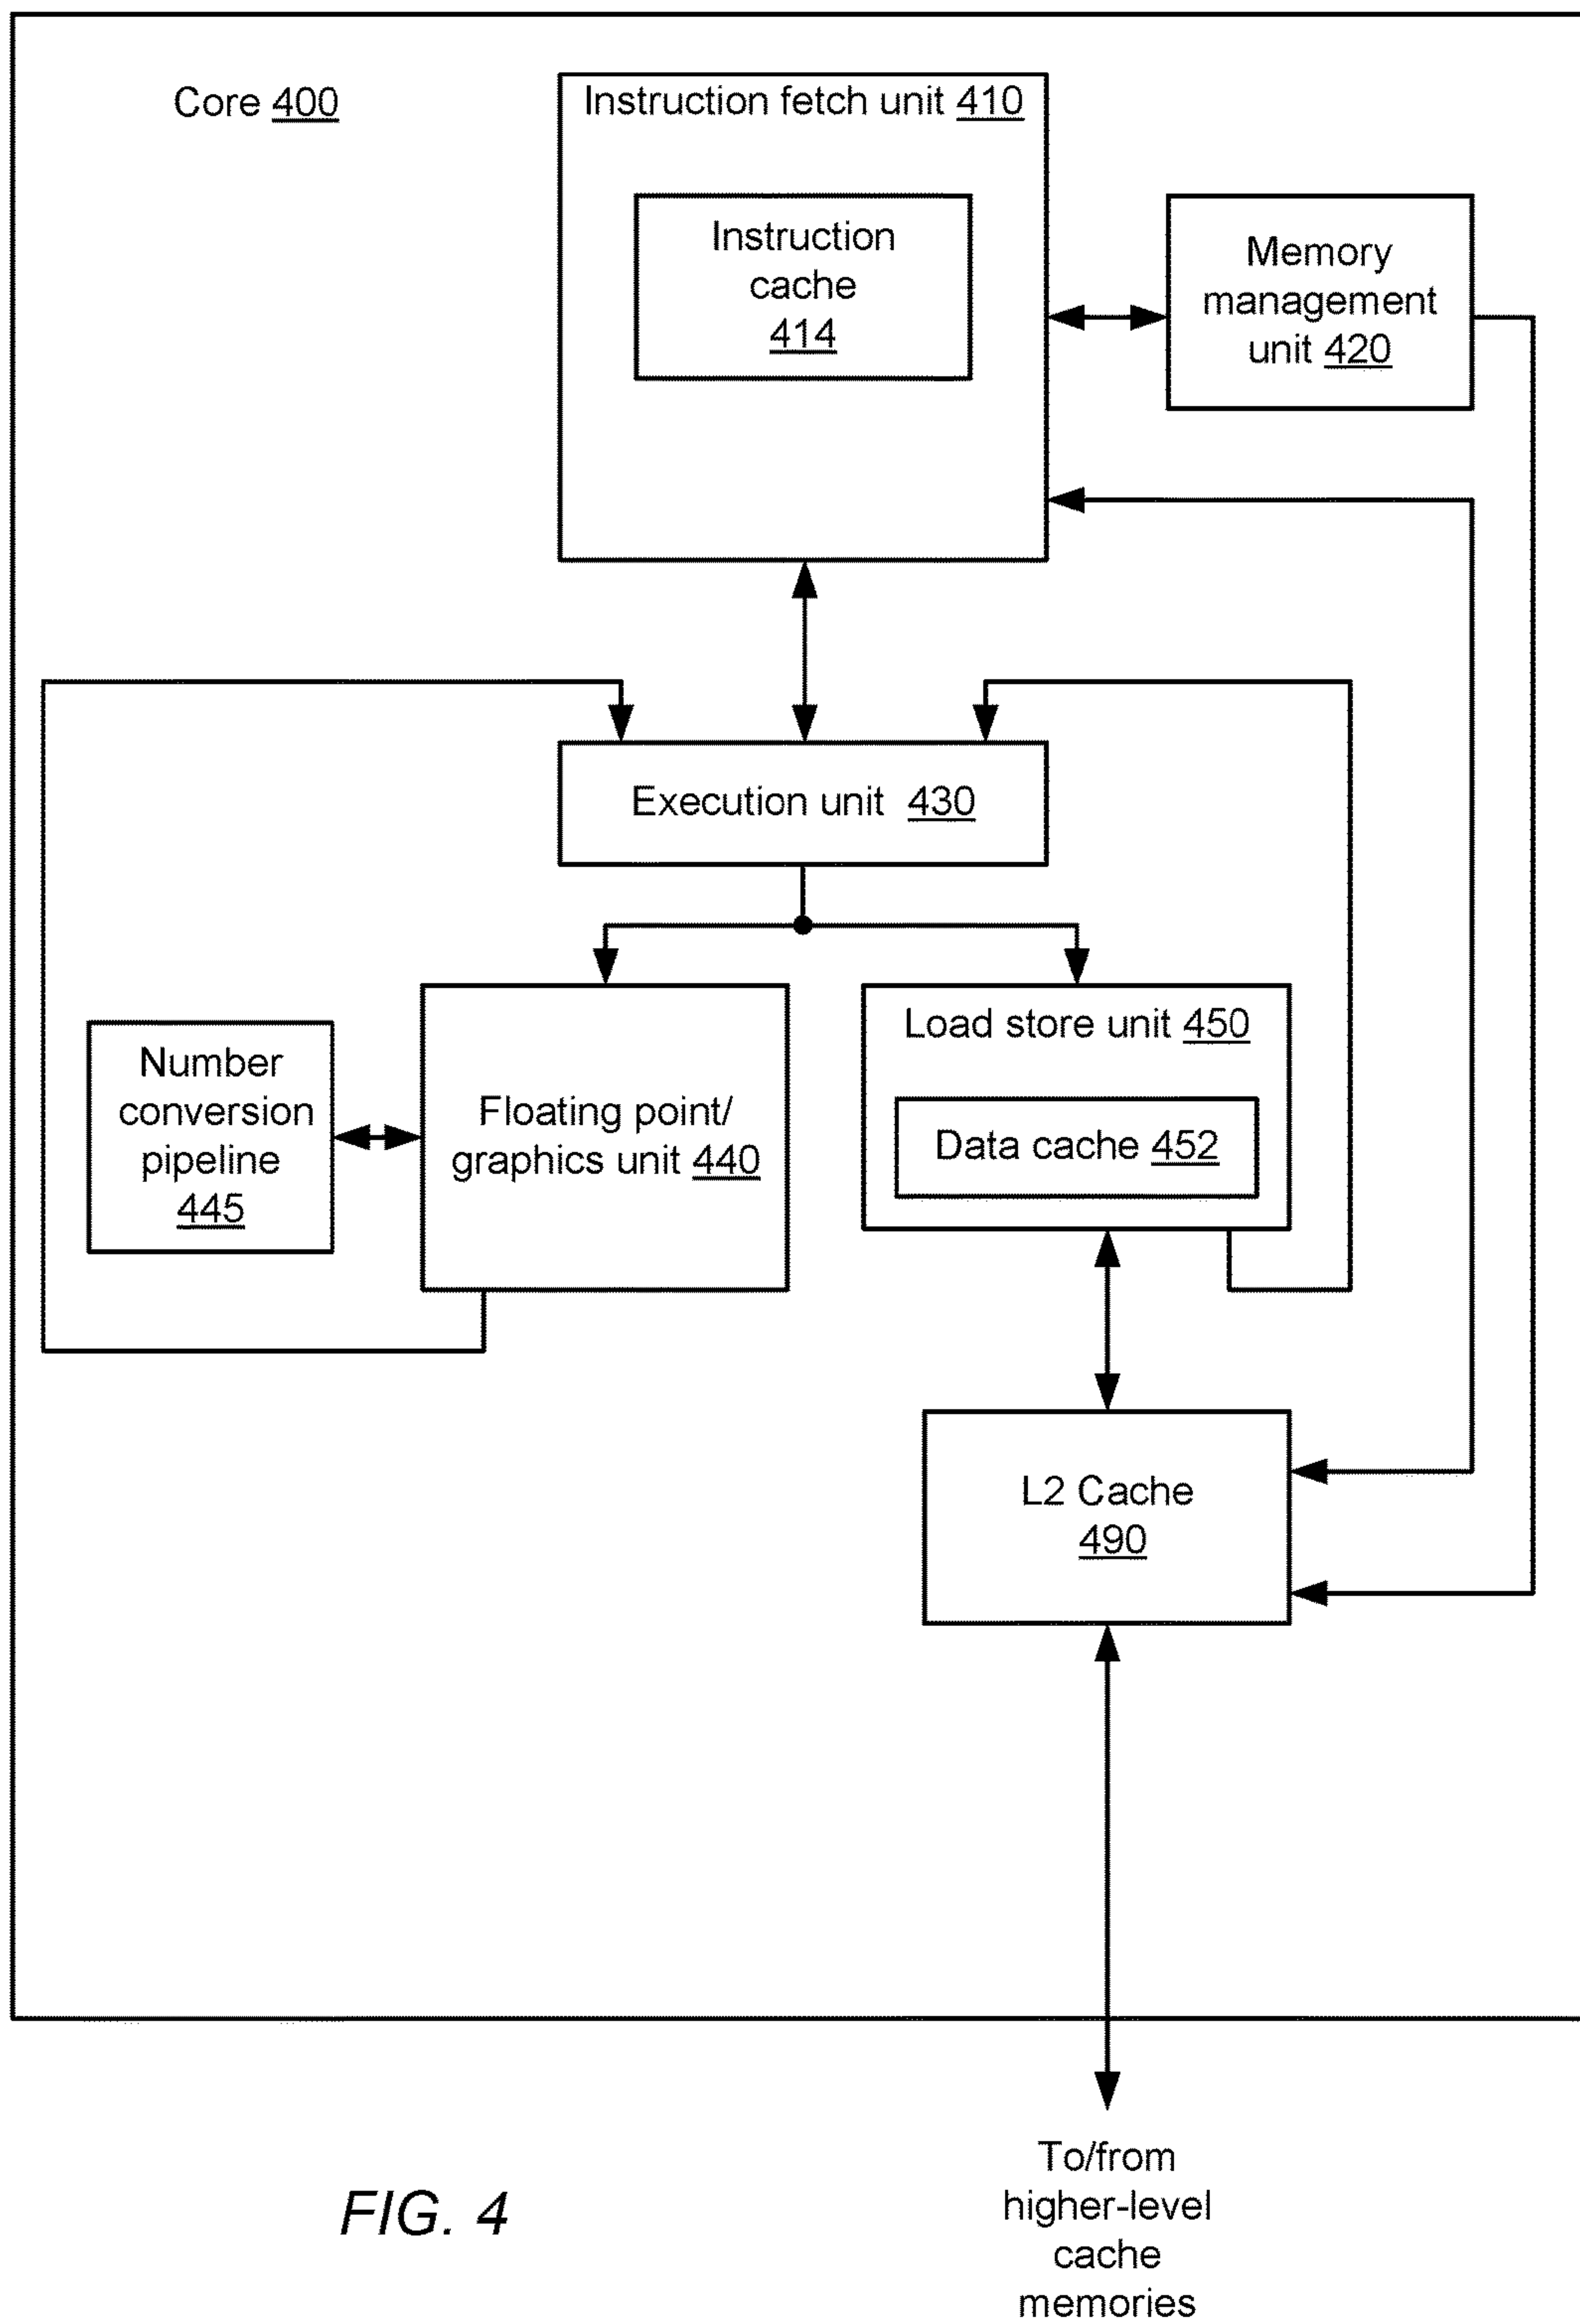 Core 400
Instruction fetch unit 410
Instruction
cache
414
Memory
management
unit 420
Execution unit 430
Number
conversion
pipeline
445
Floating point/
graphics unit 440
Load store unit 450
Data cache 452
L2 Cache
490
To/from
higher-level
cache
memories
FIG. 4